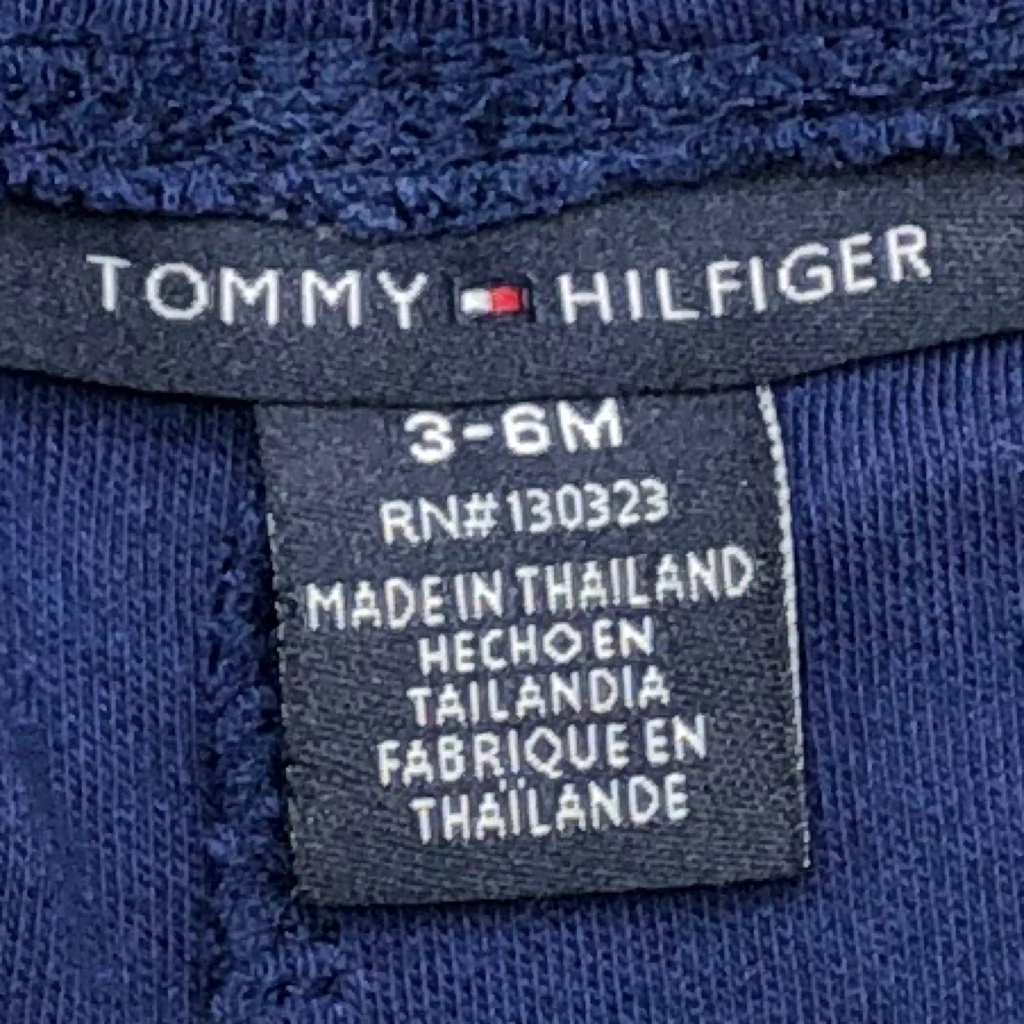 TOMMY HILFIGER
3-6M
RN#130323
MADE IN THAILAND
HECHO EN
TAILANDIA
FABRIQUE EN
THAÏLANDE